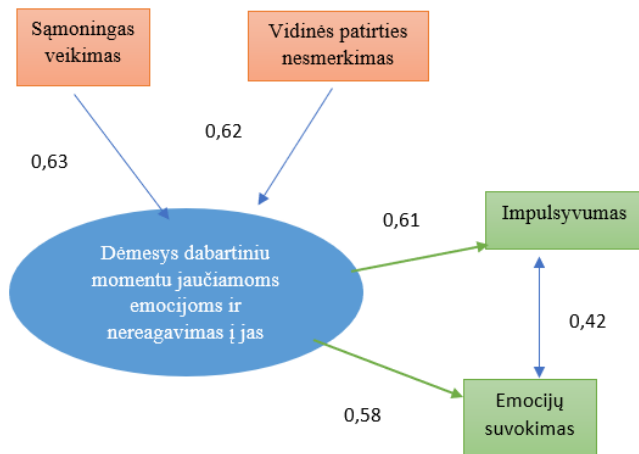 Sąmoningas
veikimas
Vidinės patirties
nesmerkimas
0,63
0,62
Dėmesys dabartiniu
momentu jaučiamoms
emocijoms ir
nereagavimas į jas
0,61
Impulsyvumas
0,42
0,58
Emocijų
suvokimas